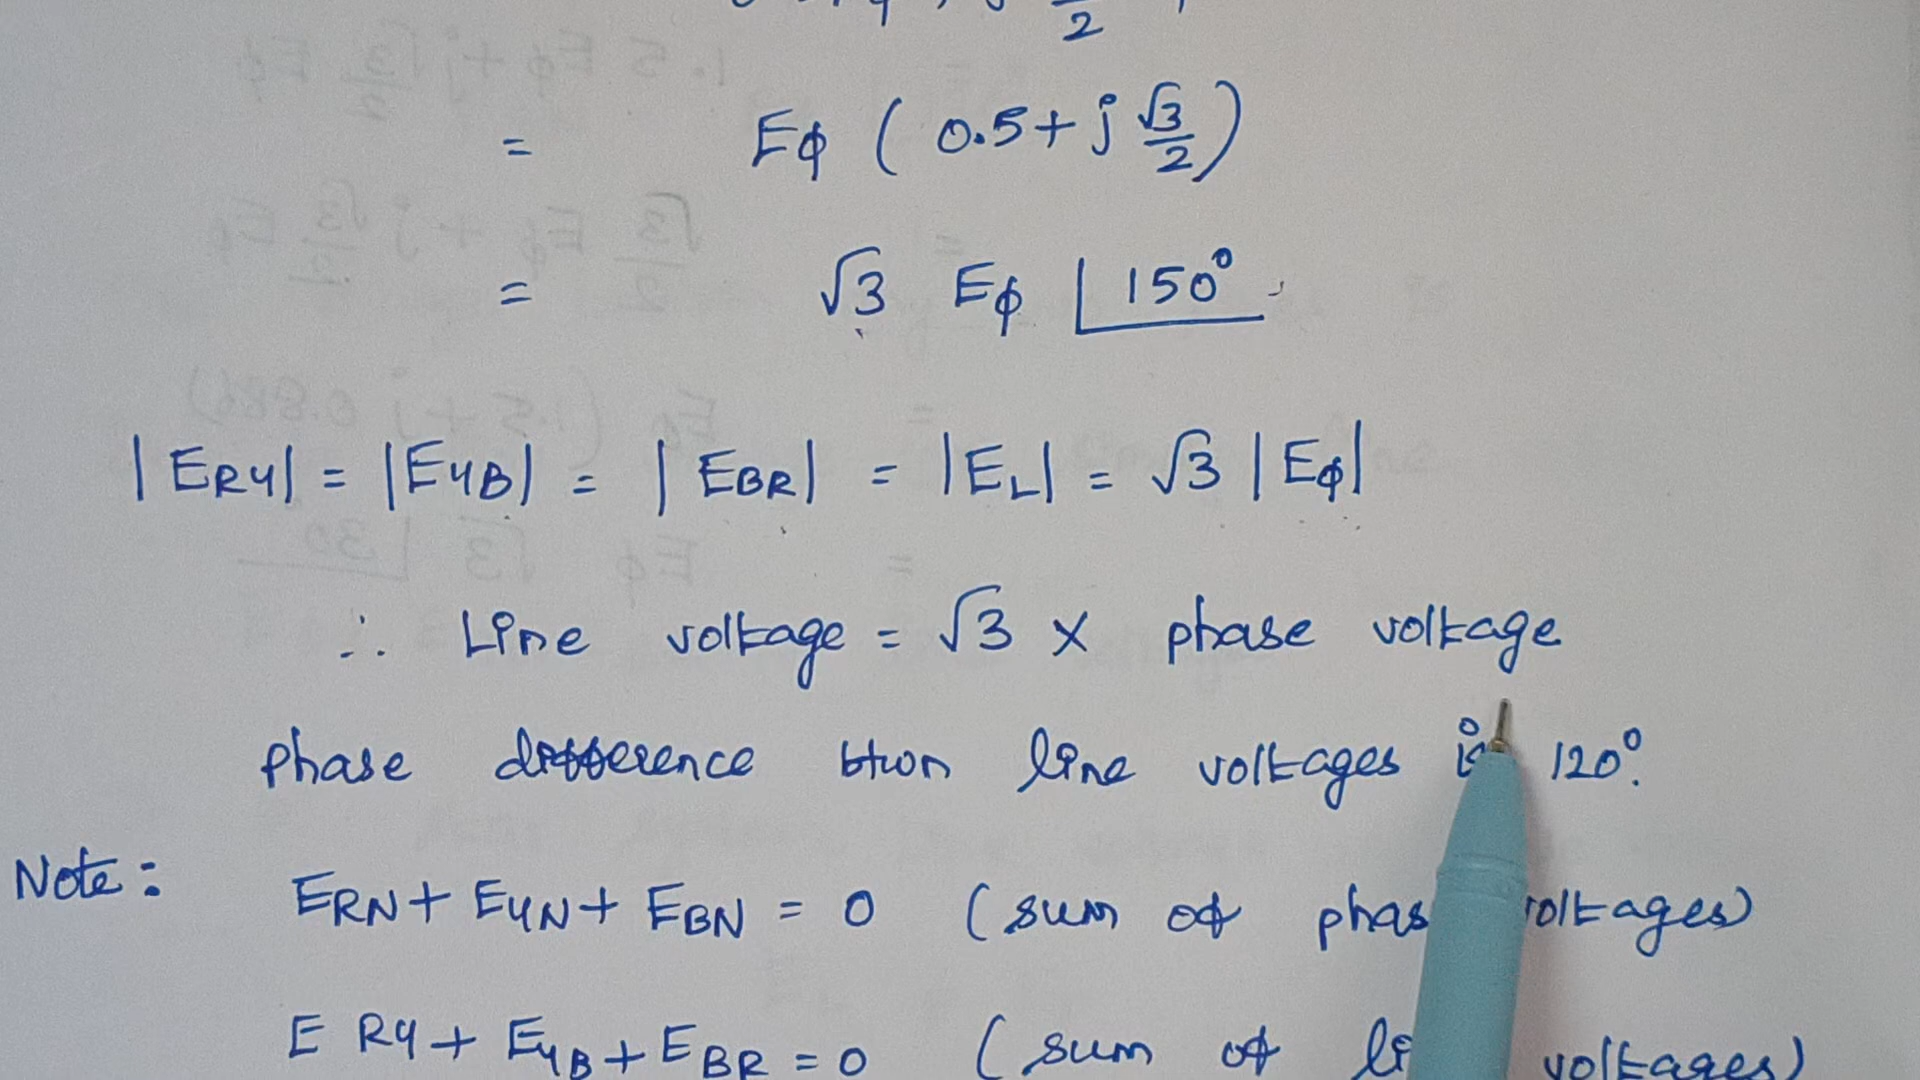 = Eϕ ( 0.5 + j √3/2 )
= √3 Eϕ ∠150°
|ERY| = |EYB| = |EBR| = |EL| = √3 |Eϕ|
∴ Line voltage = √3 x phase voltage
phase difference btwn line voltages is 120°.
Note: ERN + EYN + EBN = 0 (sum of phase voltages)
E RY + EYB + EBR = 0 (sum of voltages)